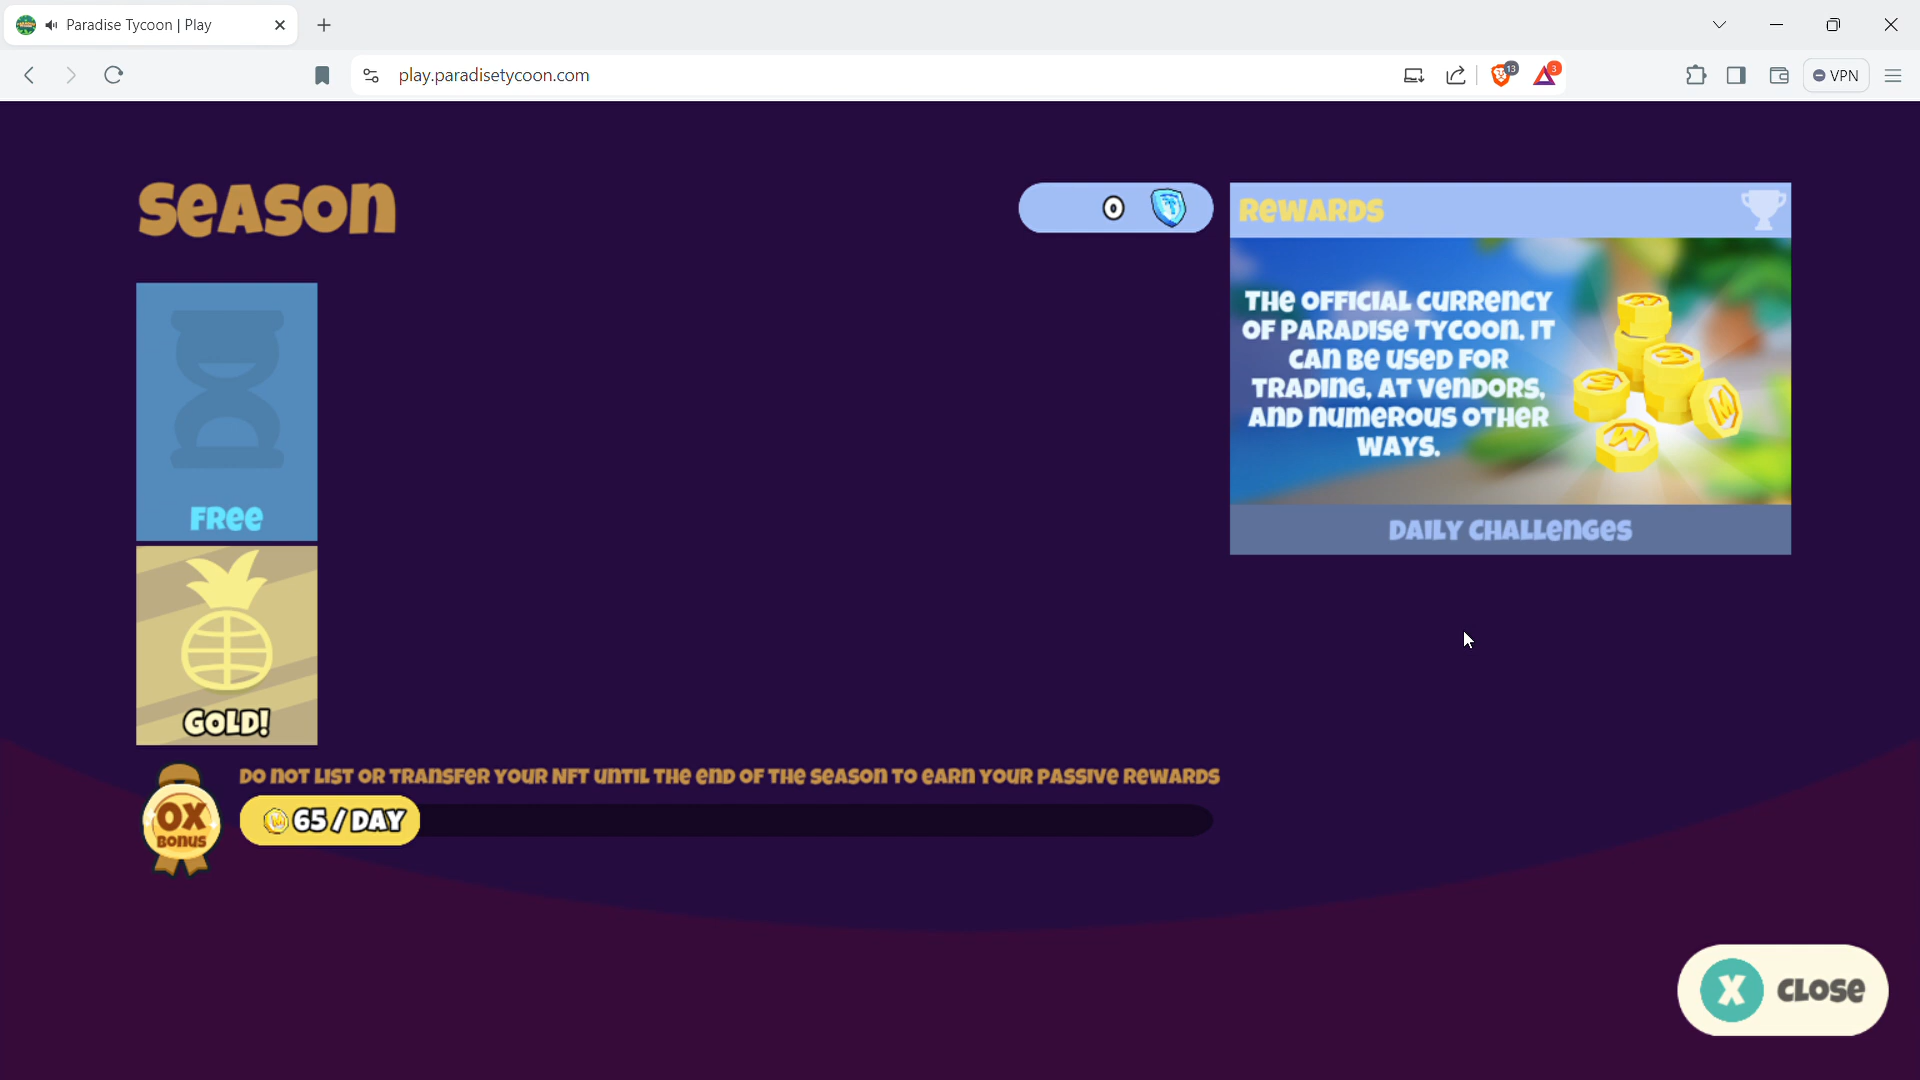 Paradise Tycoon | Play
play.paradisetycoon.com
13
3
VPN
SEASON
0
REWARDS
THE OFFICIAL CURRENCY
OF PARADISE TYCOON. IT
CAN BE USED FOR
TRADING, AT VENDORS,
AND NUMEROUS OTHER
WAYS.
DAILY CHALLENGES
FREE
GOLD!
DO NOT LIST OR TRANSFER YOUR NFT UNTIL THE END OF THE SEASON TO EARN YOUR PASSIVE REWARDS
0X
BONUS
65 / DAY
X CLOSE